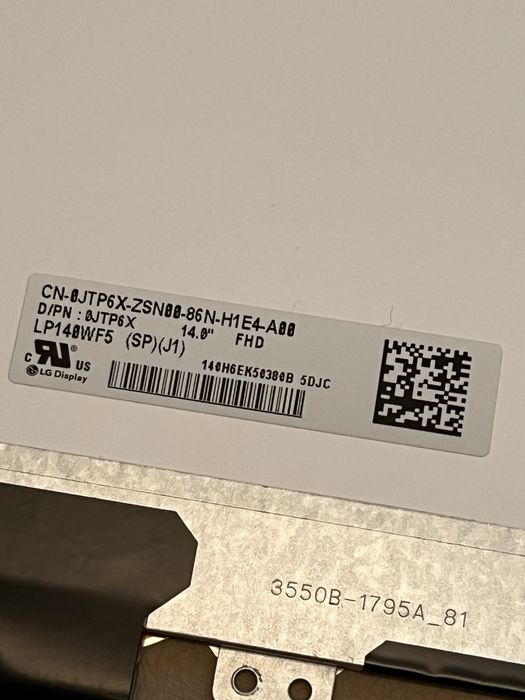 CN-0JTP6X-ZSN00-86N-H1E4-A00
D/PN : 0JTP6X 14.0" FHD
LP140WF5 (SP)(J1)
c RU ® US
LG Display
140H6EK50380B 5DJC
3550B-1795A_81